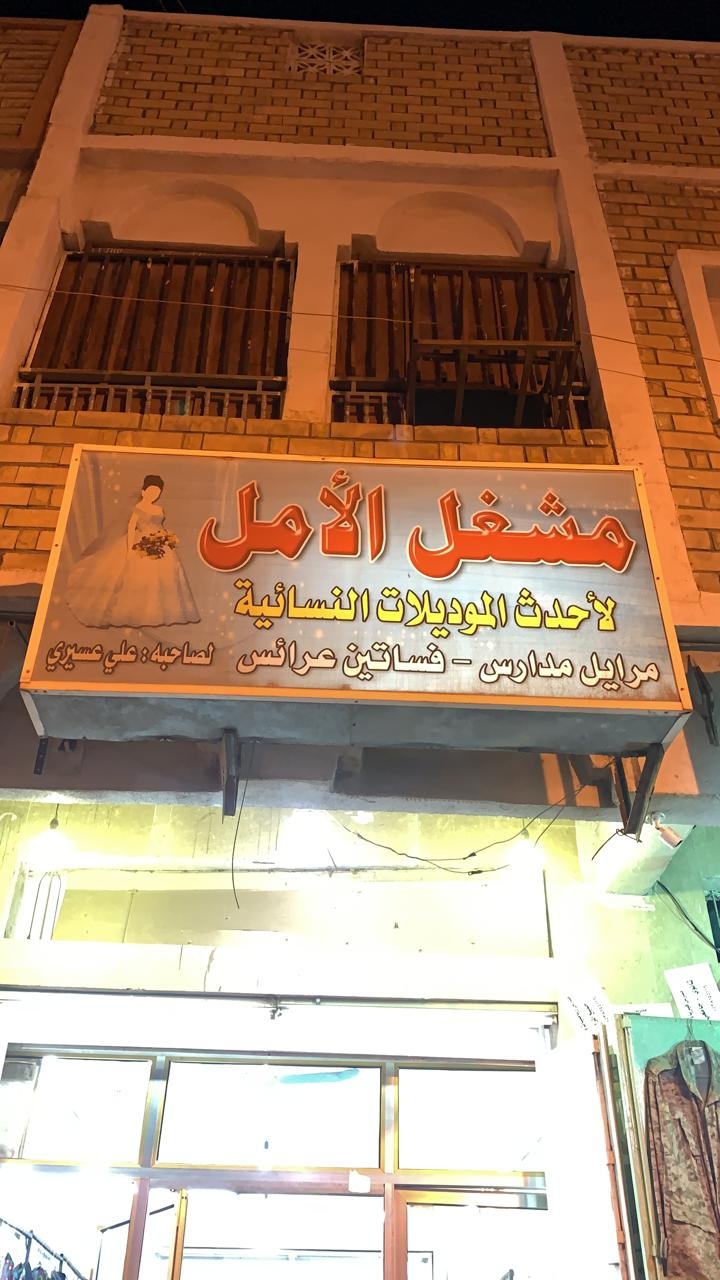 مشغل الأمل
لأحدث الموديلات النسائية
مرايل مدارس - فساتين عرائس
لصاحبه : علي عسيري